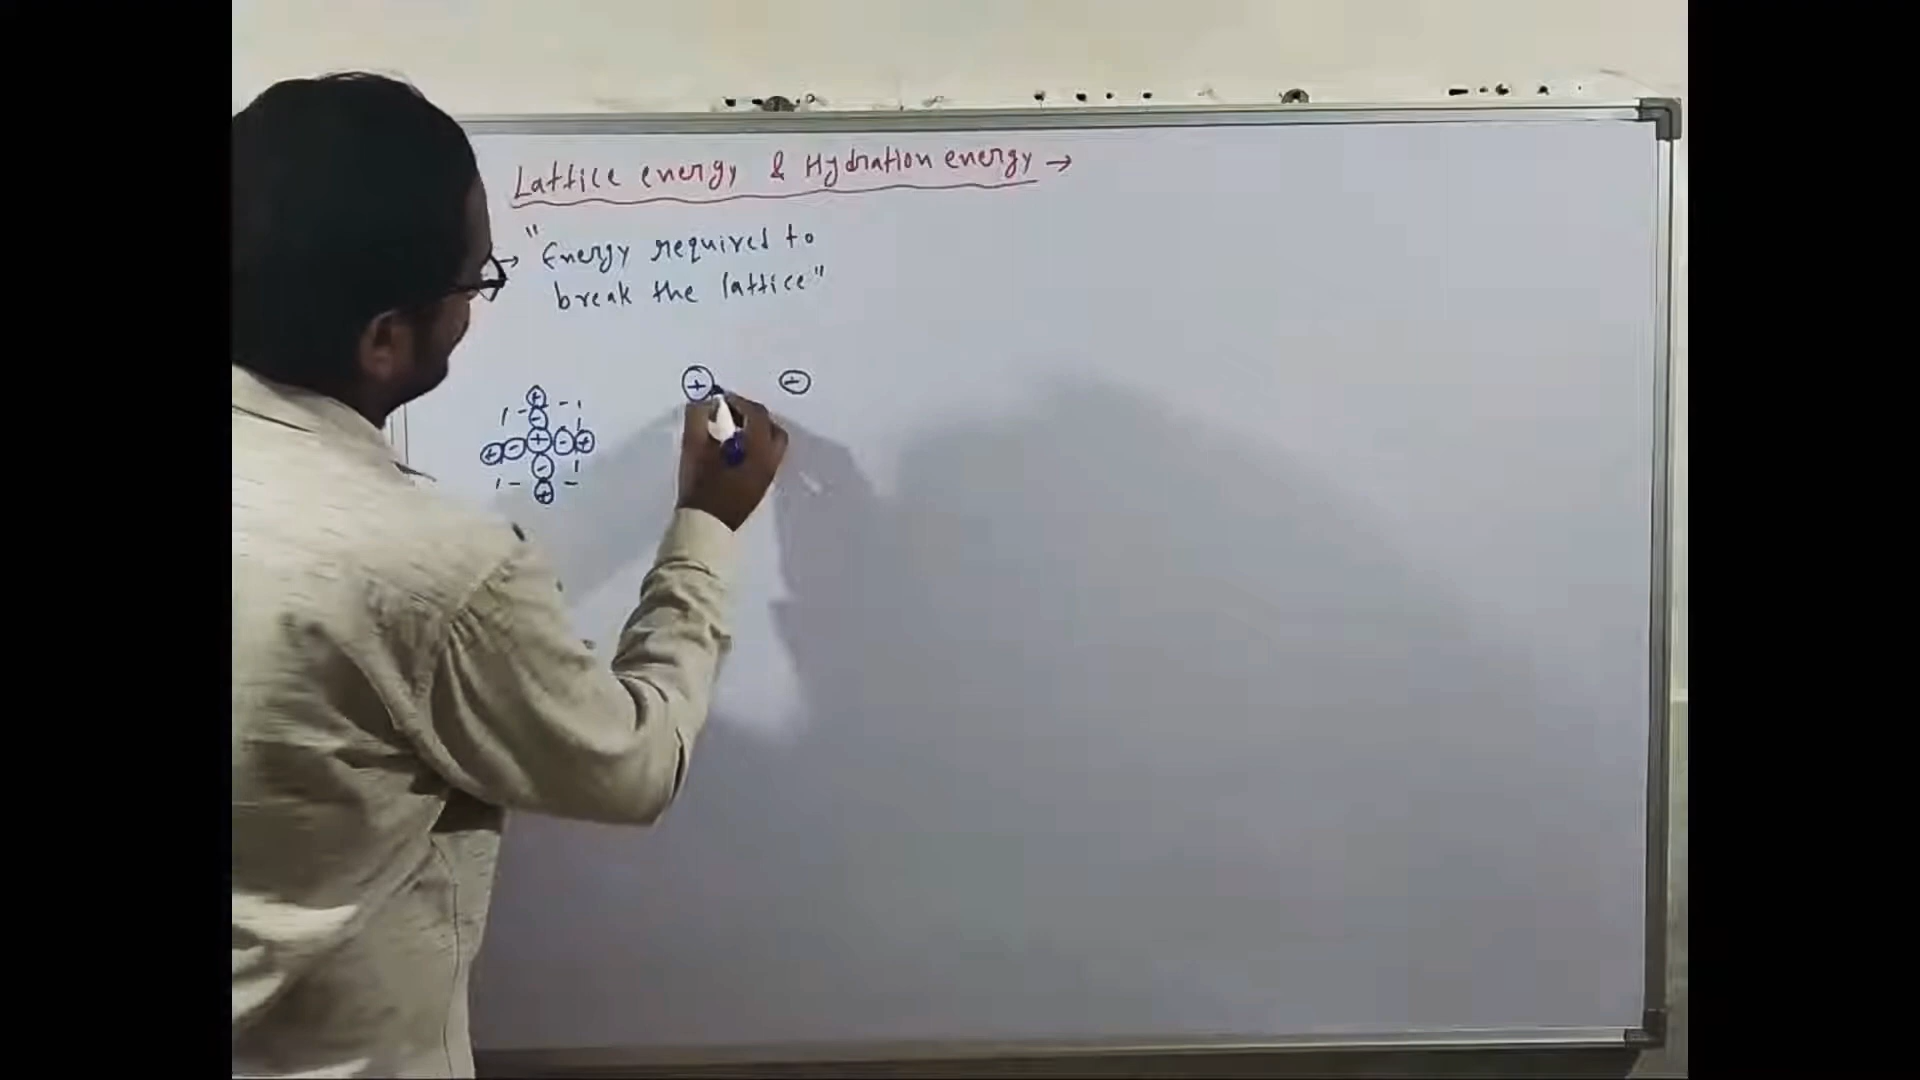 Lattice energy & Hydration energy →
→ "Energy required to
break the lattice"
+ -
+
-
+ - + - +
-
+